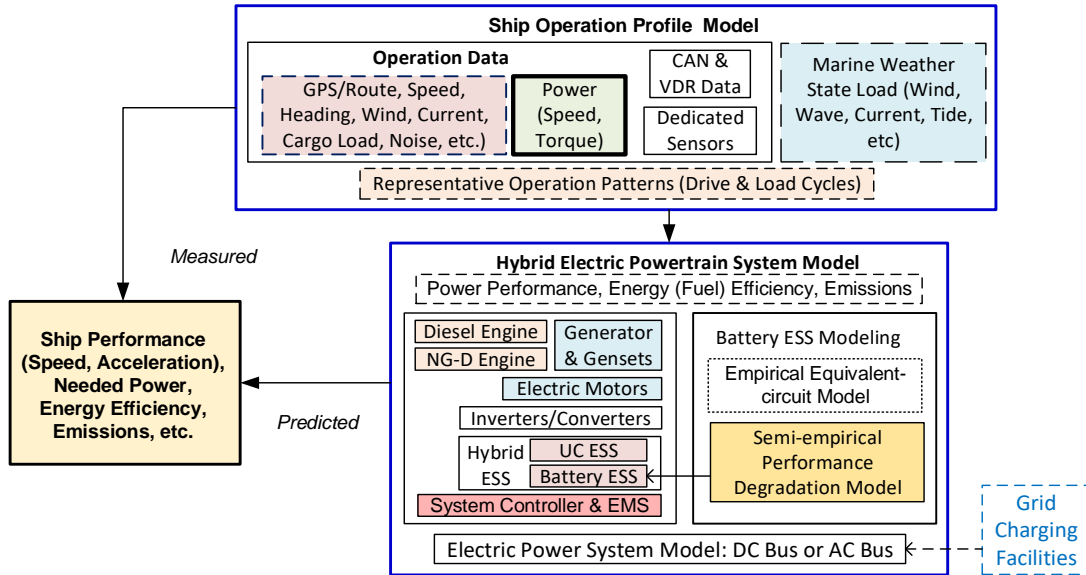 Ship Operation Profile Model
Operation Data
GPS/Route, Speed,
Heading, Wind, Current,
Cargo Load, Noise, etc.)
Power
(Speed,
Torque)
CAN &
VDR Data
Dedicated
Sensors
Marine Weather
State Load (Wind,
Wave, Current, Tide,
etc)
Representative Operation Patterns (Drive & Load Cycles)
Measured
Ship Performance
(Speed, Acceleration),
Needed Power,
Energy Efficiency,
Emissions, etc.
Predicted
Hybrid Electric Powertrain System Model
Power Performance, Energy (Fuel) Efficiency, Emissions
Diesel Engine
NG-D Engine
Generator
& Gensets
Electric Motors
Inverters/Converters
Hybrid
ESS
UC ESS
Battery ESS
System Controller & EMS
Battery ESS Modeling
Empirical Equivalent-
circuit Model
Semi-empirical
Performance
Degradation Model
Electric Power System Model: DC Bus or AC Bus
Grid
Charging
Facilities